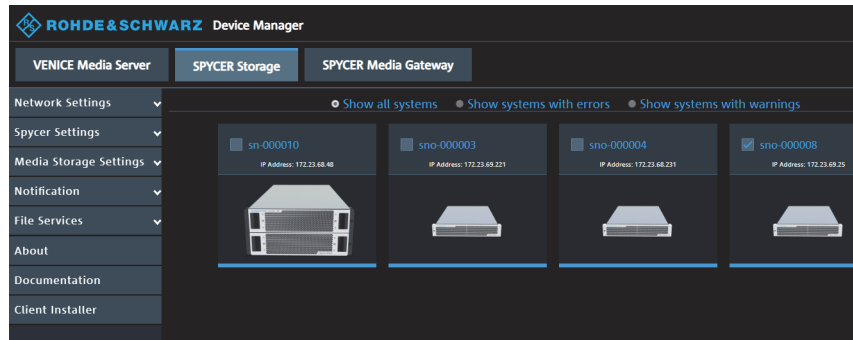 ROHDE & SCHWARZ Device Manager
VENICE Media Server SPYCER Storage SPYCER Media Gateway
Network Settings
Spycer Settings
Media Storage Settings
Notification
File Services
About
Documentation
Client Installer
Show all systems Show systems with errors Show systems with warnings
sn-000010
IP Address: 172.23.68.48
sno-000003
IP Address: 172.23.69.221
sno-000004
IP Address: 172.23.68.231
sno-000008
IP Address: 172.23.69.25